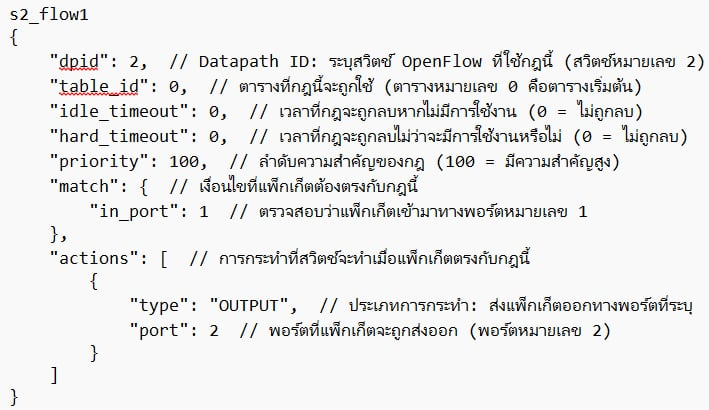 s2_flow1
{
    "dpid": 2,  // Datapath ID: ระบุสวิตช์ OpenFlow ที่ใช้กฎนี้ (สวิตช์หมายเลข 2)
    "table_id": 0,  // ตารางที่กฎนี้จะถูกใช้ (ตารางหมายเลข 0 คือตารางเริ่มต้น)
    "idle_timeout": 0,  // เวลาที่กฎจะถูกลบหากไม่มีการใช้งาน (0 = ไม่ถูกลบ)
    "hard_timeout": 0,  // เวลาที่กฎจะถูกลบไม่ว่าจะมีการใช้งานหรือไม่ (0 = ไม่ถูกลบ)
    "priority": 100,  // ลำดับความสำคัญของกฎ (100 = มีความสำคัญสูง)
    "match": {  // เงื่อนไขที่แพ็กเก็ตต้องตรงกับกฎนี้
        "in_port": 1  // ตรวจสอบว่าแพ็กเก็ตเข้ามาทางพอร์ตหมายเลข 1
    },
    "actions": [  // การกระทำที่สวิตช์จะทำเมื่อแพ็กเก็ตตรงกับกฎนี้
        {
            "type": "OUTPUT",  // ประเภทการกระทำ: ส่งแพ็กเก็ตออกทางพอร์ตที่ระบุ
            "port": 2  // พอร์ตที่แพ็กเก็ตจะถูกส่งออก (พอร์ตหมายเลข 2)
        }
    ]
}